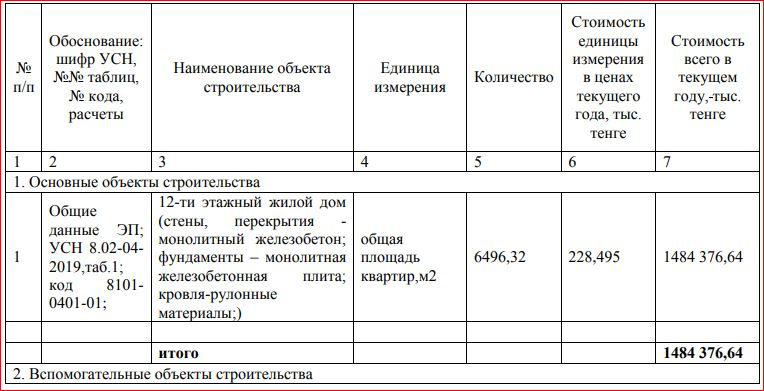 №
п/п
Обоснование:
шифр УСН,
№№ таблиц,
№ кода,
расчеты
Наименование объекта
строительства
Единица
измерения
Количество
Стоимость
единицы
измерения
в ценах
текущего
года, тыс.
тенге
Стоимость
всего в
текущем
году,-тыс.
тенге
1 2 3 4 5 6 7
1. Основные объекты строительства
1
Общие
данные ЭП;
УСН 8.02-04-
2019,таб.1;
код 8101-
0401-01;
12-ти этажный жилой дом
(стены, перекрытия -
монолитный железобетон;
фундаменты – монолитная
железобетонная плита;
кровля-рулонные
материалы;)
общая
площадь
квартир,м2
6496,32
228,495
1484 376,64
итого 1484 376,64
2. Вспомогательные объекты строительства